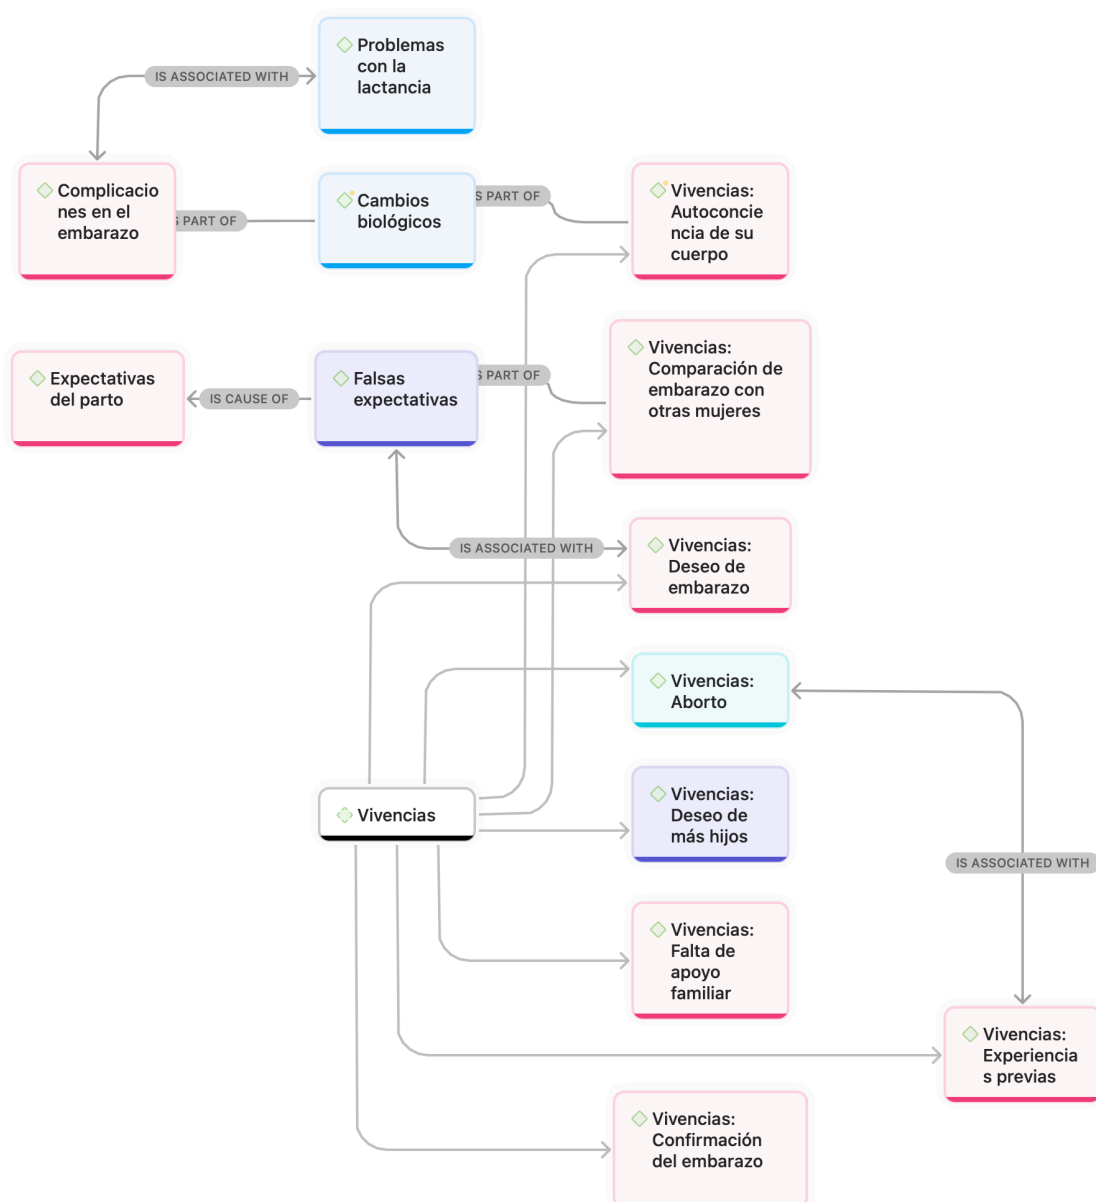 Problemas
con la
lactancia
IS ASSOCIATED WITH
Complicacio
nes en el
embarazo
S PART OF
Cambios
biológicos
S PART OF
Vivencias:
Autoconcie
ncia de su
cuerpo
Expectativas
del parto
IS CAUSE OF
Falsas
expectativas
S PART OF
Vivencias:
Comparación de
embarazo con
otras mujeres
IS ASSOCIATED WITH
Vivencias:
Deseo de
embarazo
Vivencias:
Aborto
Vivencias
Vivencias:
Deseo de
más hijos
IS ASSOCIATED WITH
Vivencias:
Falta de
apoyo
familiar
Vivencias:
Experiencia
s previas
Vivencias:
Confirmación
del embarazo